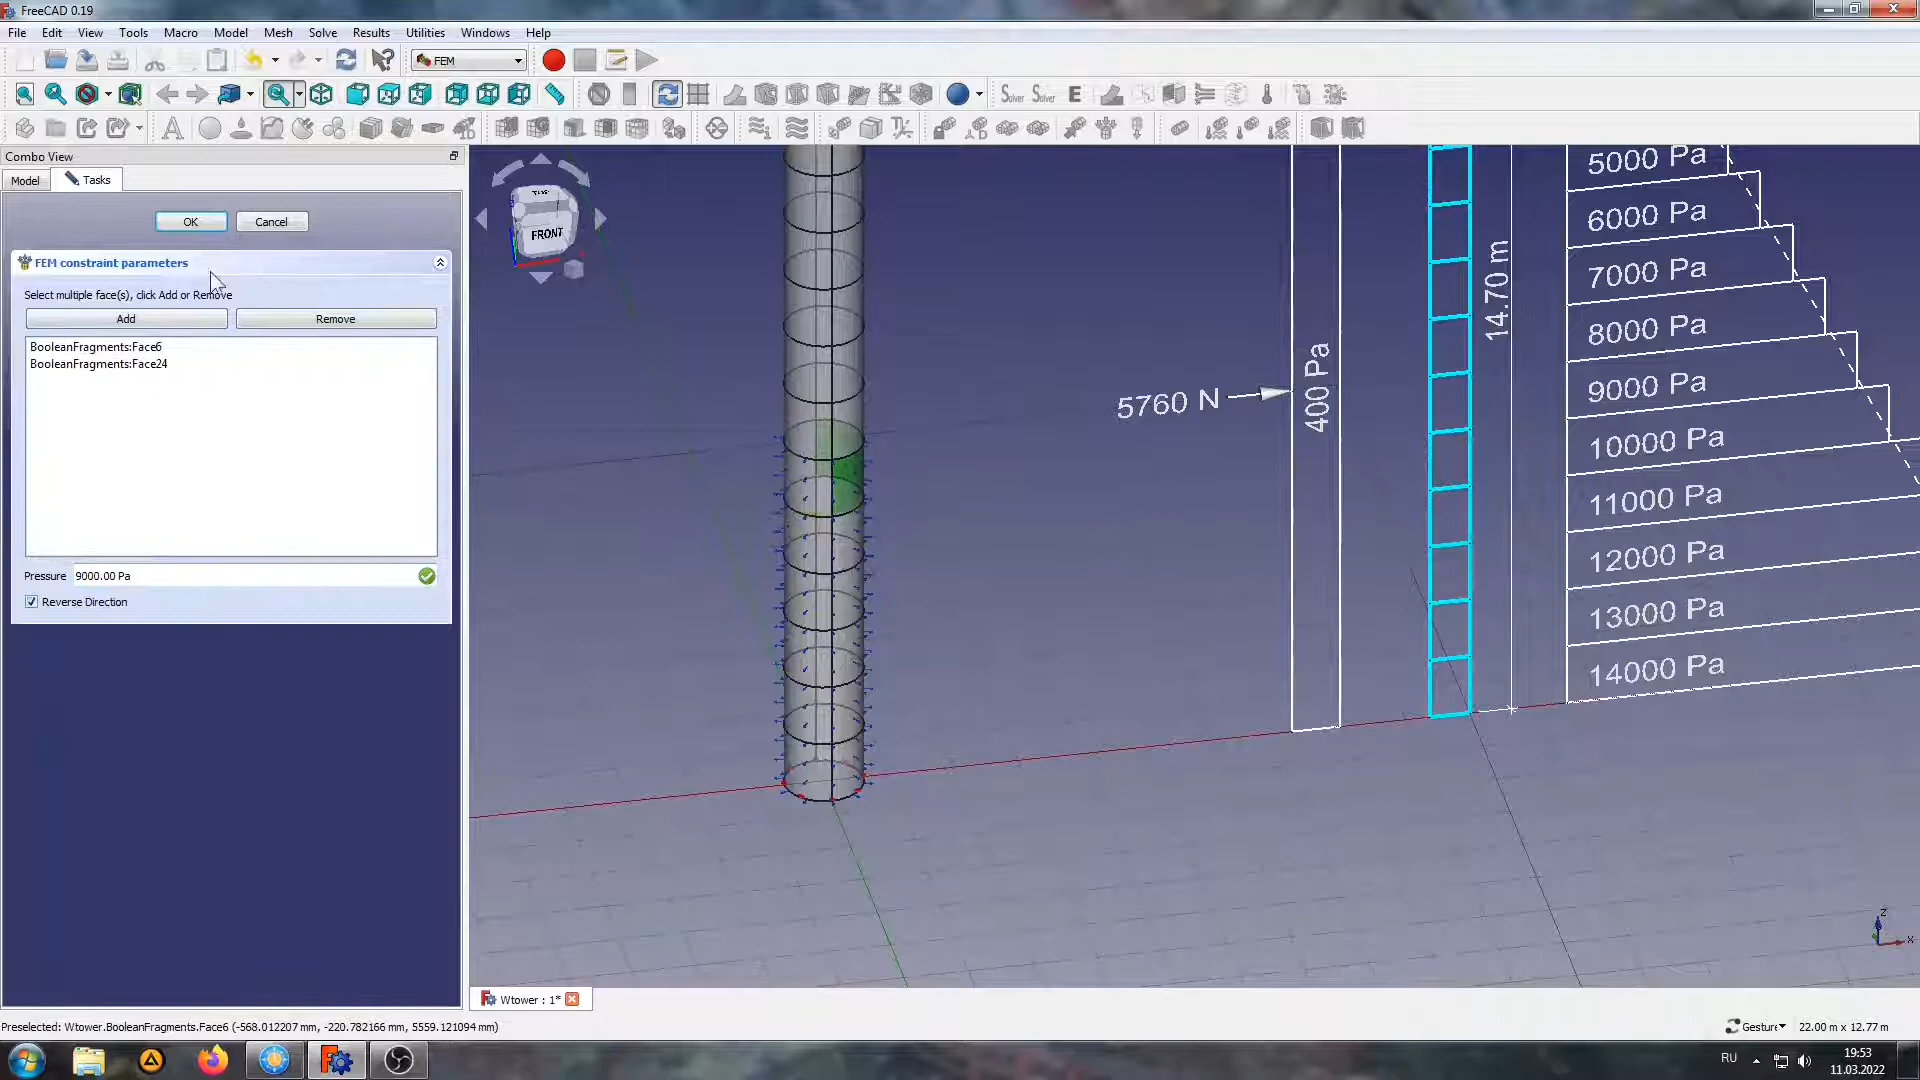 FreeCAD 0.19
File Edit View Tools Macro Model Mesh Solve Results Utilities Windows Help
FEM
Solver Solver E
Combo View
Model Tasks
OK Cancel
FEM constraint parameters
Select multiple face(s), click Add or Remove
Add Remove
BooleanFragments:Face6
BooleanFragments:Face24
Pressure 9000.00 Pa
Reverse Direction
FRONT
5760 N
400 Pa
14.70 m
5000 Pa
6000 Pa
7000 Pa
8000 Pa
9000 Pa
10000 Pa
11000 Pa
12000 Pa
13000 Pa
14000 Pa
Z
X
Wtower : 1*
Preselected: Wtower.BooleanFragments.Face6 (-568.012207 mm, -220.782166 mm, 5559.121094 mm)
Gesture 22.00 m x 12.77 m
RU
19:53
11.03.2022